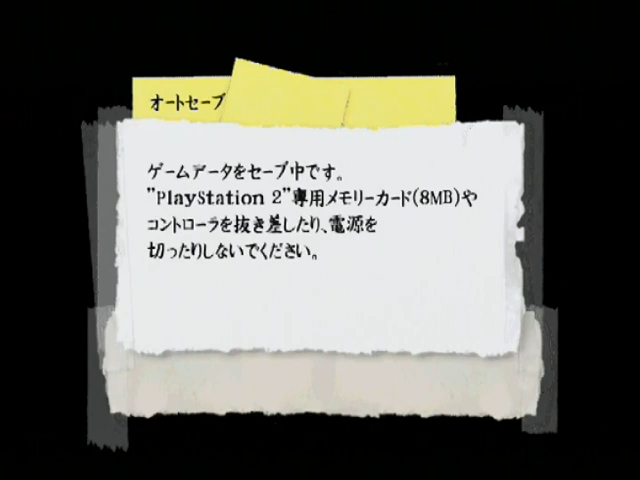 オートセーブ
ゲームデータをセーブ中です。
"PlayStation 2"専用メモリーカード(8MB)や
コントローラを抜き差ししたり、電源を
切ったりしないでください。